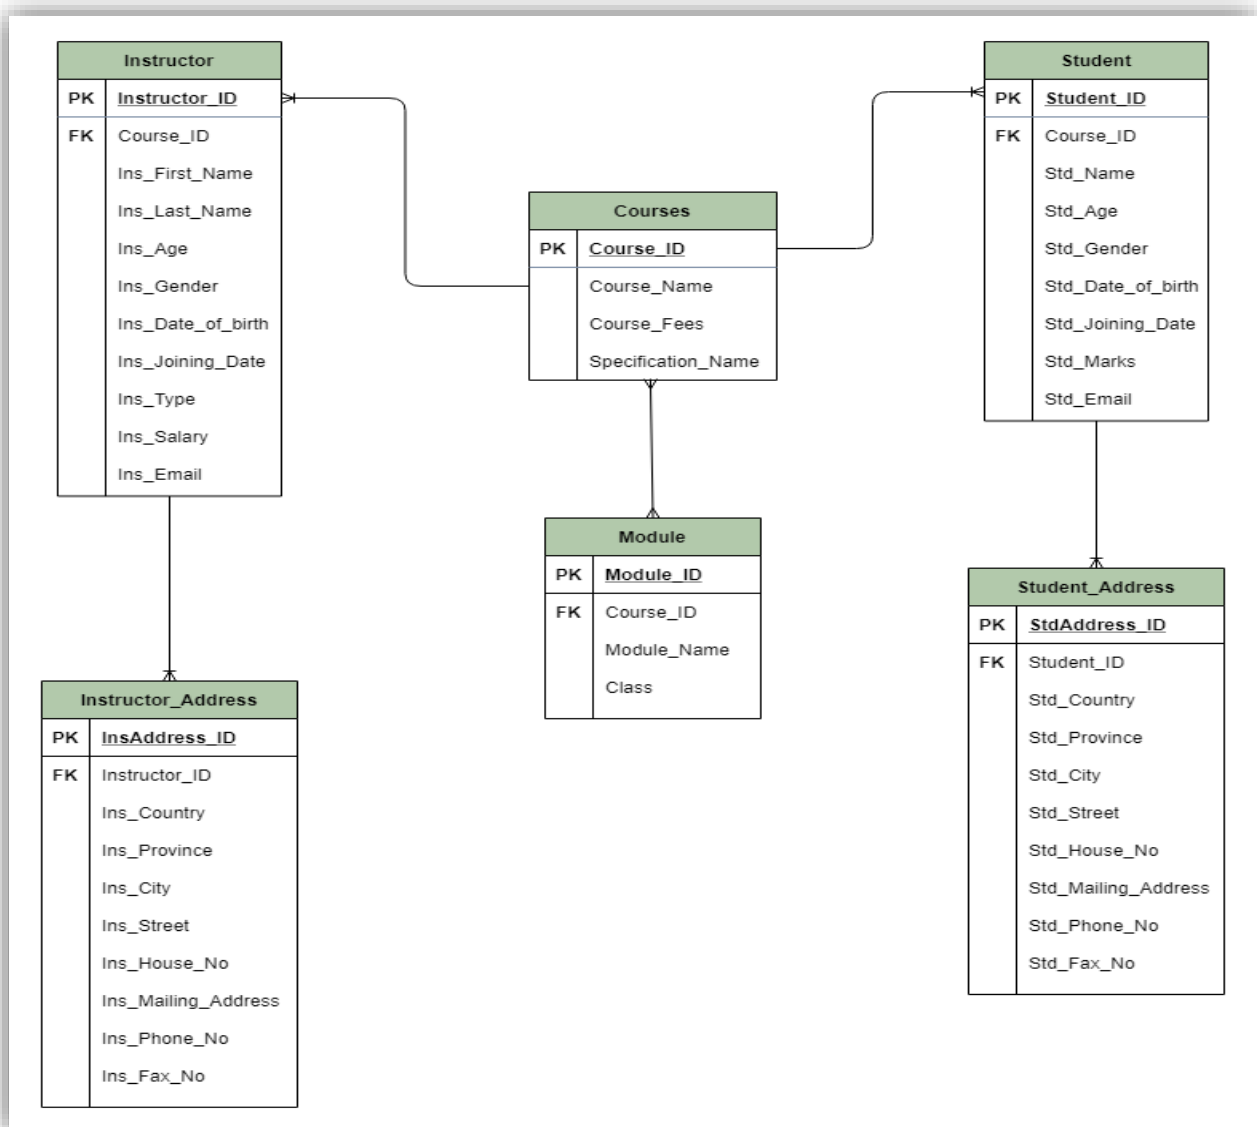 Instructor
PK Instructor_ID
FK Course_ID
Ins_First_Name
Ins_Last_Name
Ins_Age
Ins_Gender
Ins_Date_of_birth
Ins_Joining_Date
Ins_Type
Ins_Salary
Ins_Email
Courses
PK Course_ID
Course_Name
Course_Fees
Specification_Name
Student
PK Student_ID
FK Course_ID
Std_Name
Std_Age
Std_Gender
Std_Date_of_birth
Std_Joining_Date
Std_Marks
Std_Email
Module
PK Module_ID
FK Course_ID
Module_Name
Class
Instructor_Address
PK InsAddress_ID
FK Instructor_ID
Ins_Country
Ins_Province
Ins_City
Ins_Street
Ins_House_No
Ins_Mailing_Address
Ins_Phone_No
Ins_Fax_No
Student_Address
PK StdAddress_ID
FK Student_ID
Std_Country
Std_Province
Std_City
Std_Street
Std_House_No
Std_Mailing_Address
Std_Phone_No
Std_Fax_No